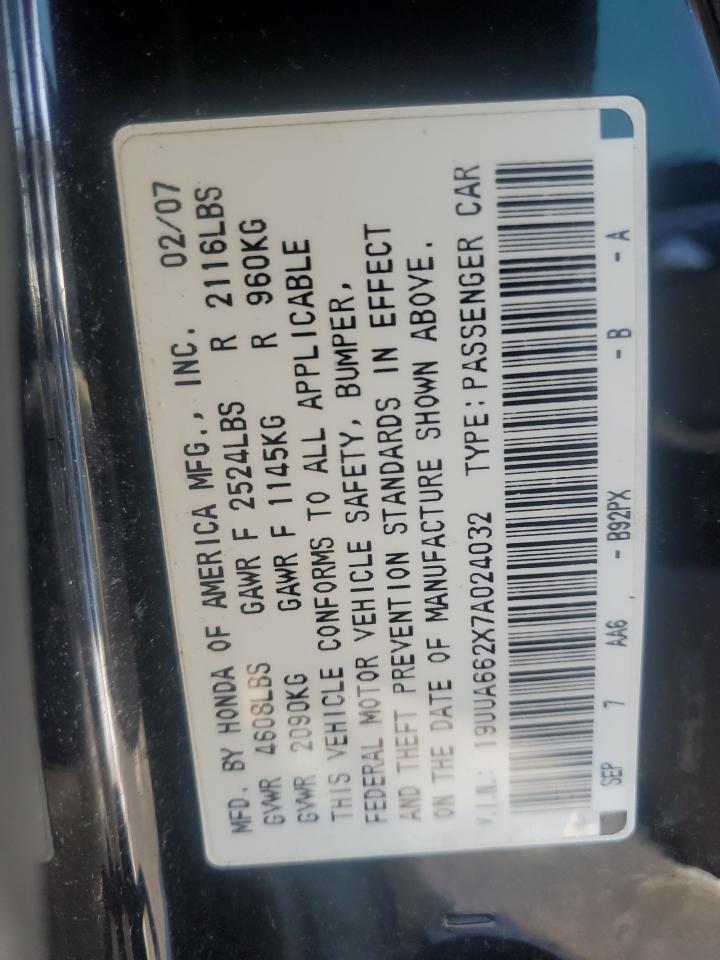 MFD. BY HONDA OF AMERICA MFG., INC. 02/07
GVWR 4608LBS GAWR F 2524LBS R 2116LBS
GVWR 2090KG GAWR F 1145KG R 960KG
THIS VEHICLE CONFORMS TO ALL APPLICABLE
FEDERAL MOTOR VEHICLE SAFETY, BUMPER,
AND THEFT PREVENTION STANDARDS IN EFFECT
ON THE DATE OF MANUFACTURE SHOWN ABOVE.
V.I.N.: 19UUA662X7A024032 TYPE: PASSENGER CAR
SEP 7 AA6 - B92PX - B - A